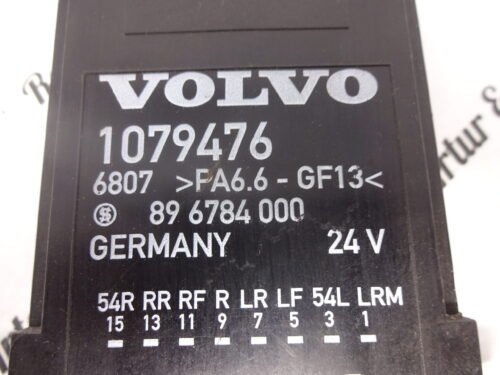 VOLVO
1079476
6807 >PA6.6-GF13<
89 6784 000
GERMANY 24 V
54R RR RF R LR LF 54L LRM
15 13 11 9 7 5 3 1